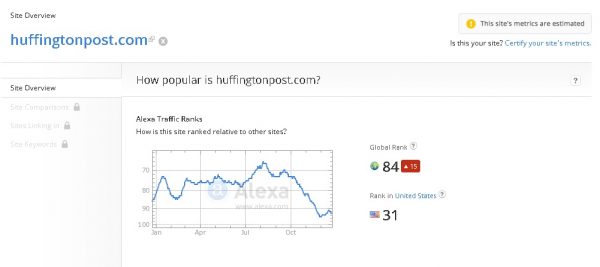 Site Overview
This site's metrics are estimated
huffingtonpost.com
Is this your site? Certify your site's metrics.
Site Overview
Site Comparisons
Sites Linking In
Site Keywords
How popular is huffingtonpost.com?
?
Alexa Traffic Ranks
How is this site ranked relative to other sites?
70
80
90
100
Jan Apr Jul Oct
Alexa
www.alexa.com
Global Rank ?
84 15
Rank in United States ?
31